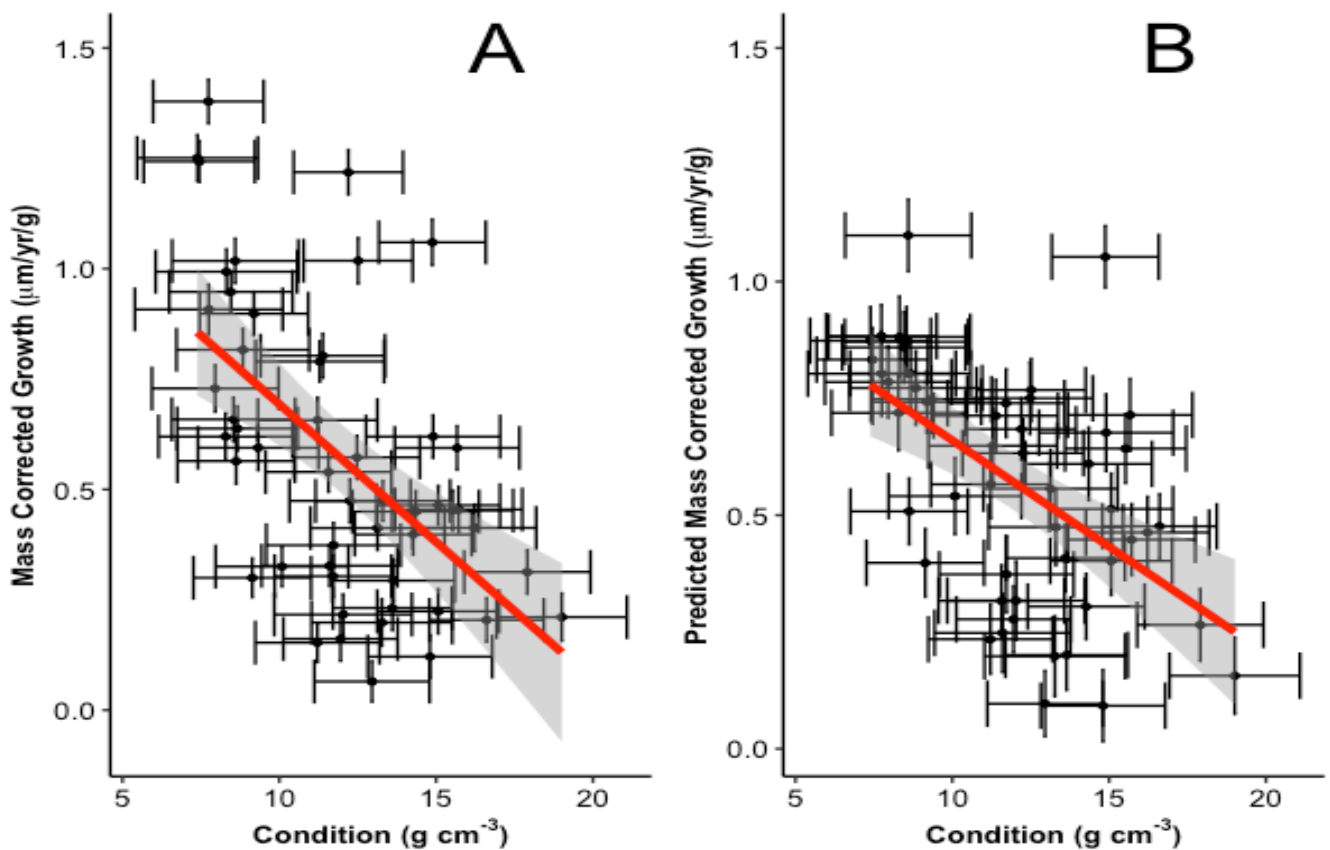 A
Mass Corrected Growth (μm/yr/g)
1.5
1.0
0.5
0.0
5 10 15 20
Condition (g cm⁻³)
B
Predicted Mass Corrected Growth (μm/yr/g)
1.5
1.0
0.5
0.0
5 10 15 20
Condition (g cm⁻³)